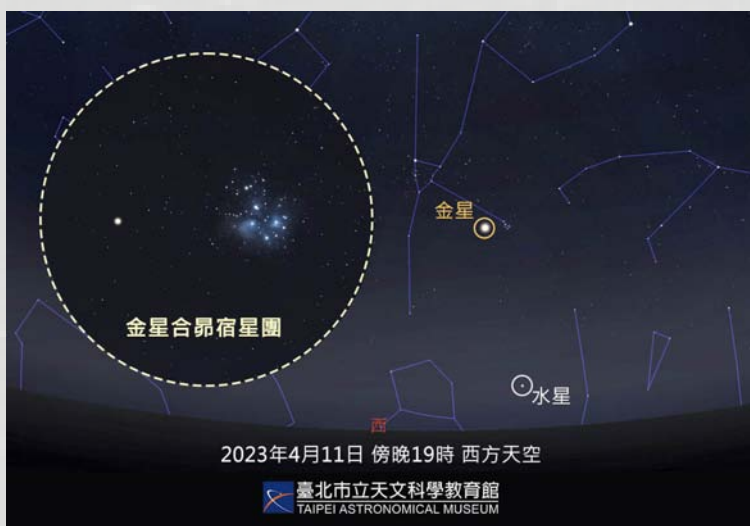 金星
金星合昴宿星團
水星
西
2023年4月11日 傍晚19時 西方天空
臺北市立天文科學教育館
TAIPEI ASTRONOMICAL MUSEUM